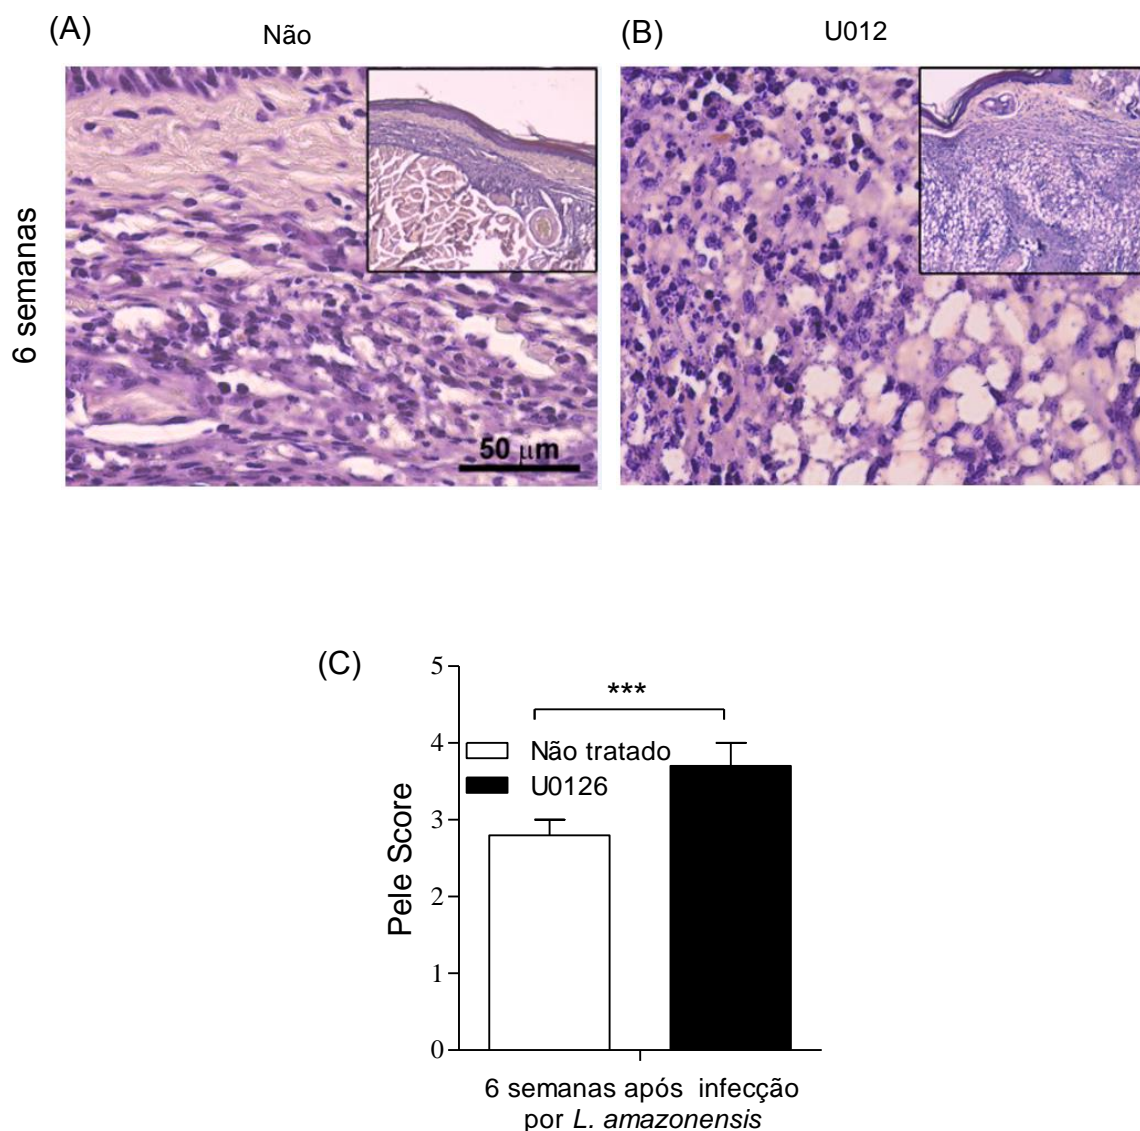 (A)
Não
(B)
U012
6 semanas
50 µm
(C)
5
***
4
Não tratado
U0126
3
Pele Score
2
1
0
6 semanas após infecção
por L. amazonensis